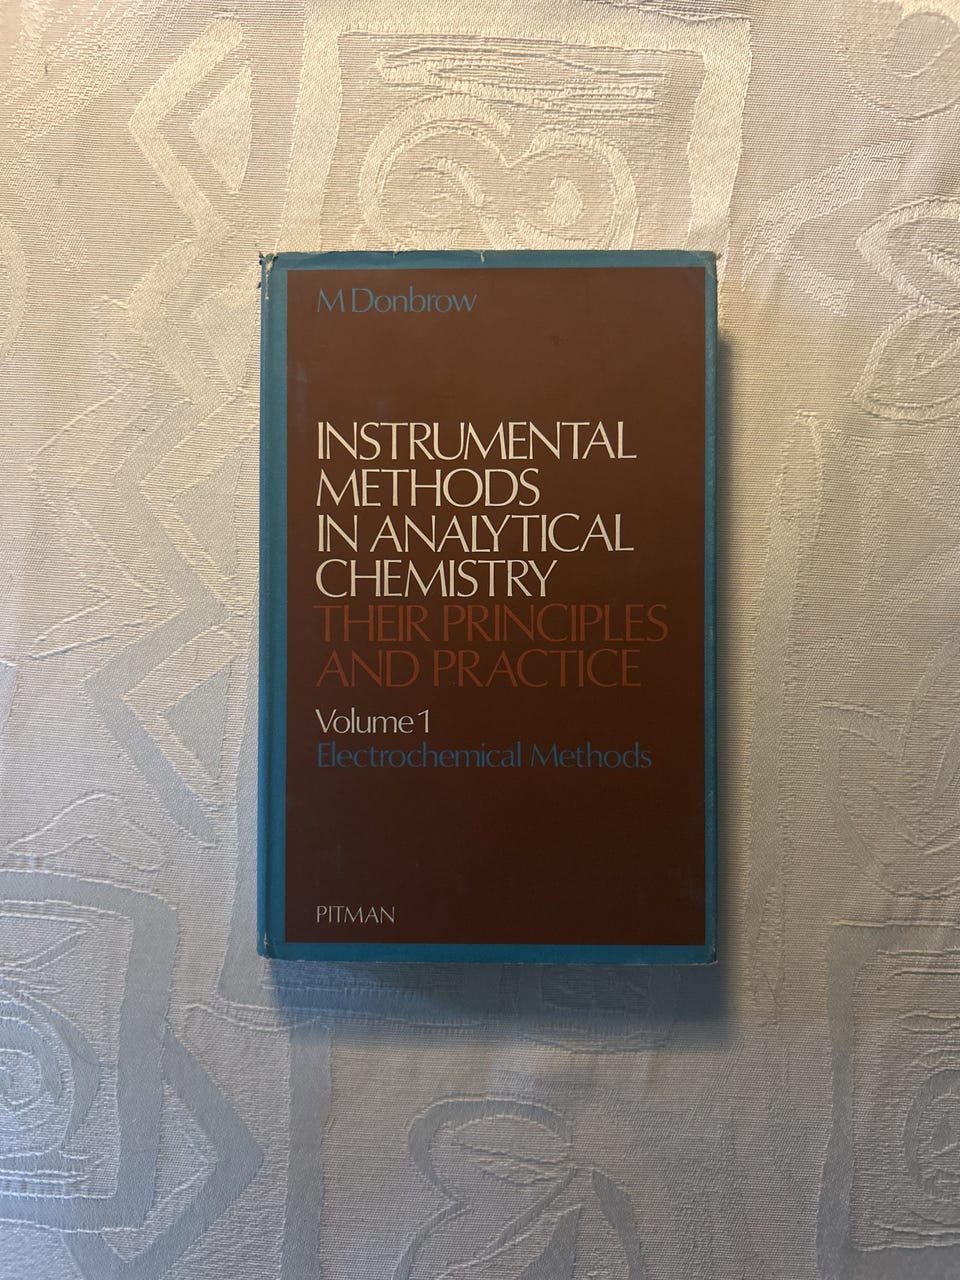 M Donbrow
INSTRUMENTAL
METHODS
IN ANALYTICAL
CHEMISTRY
THEIR PRINCIPLES
AND PRACTICE
Volume 1
Electrochemical Methods
PITMAN